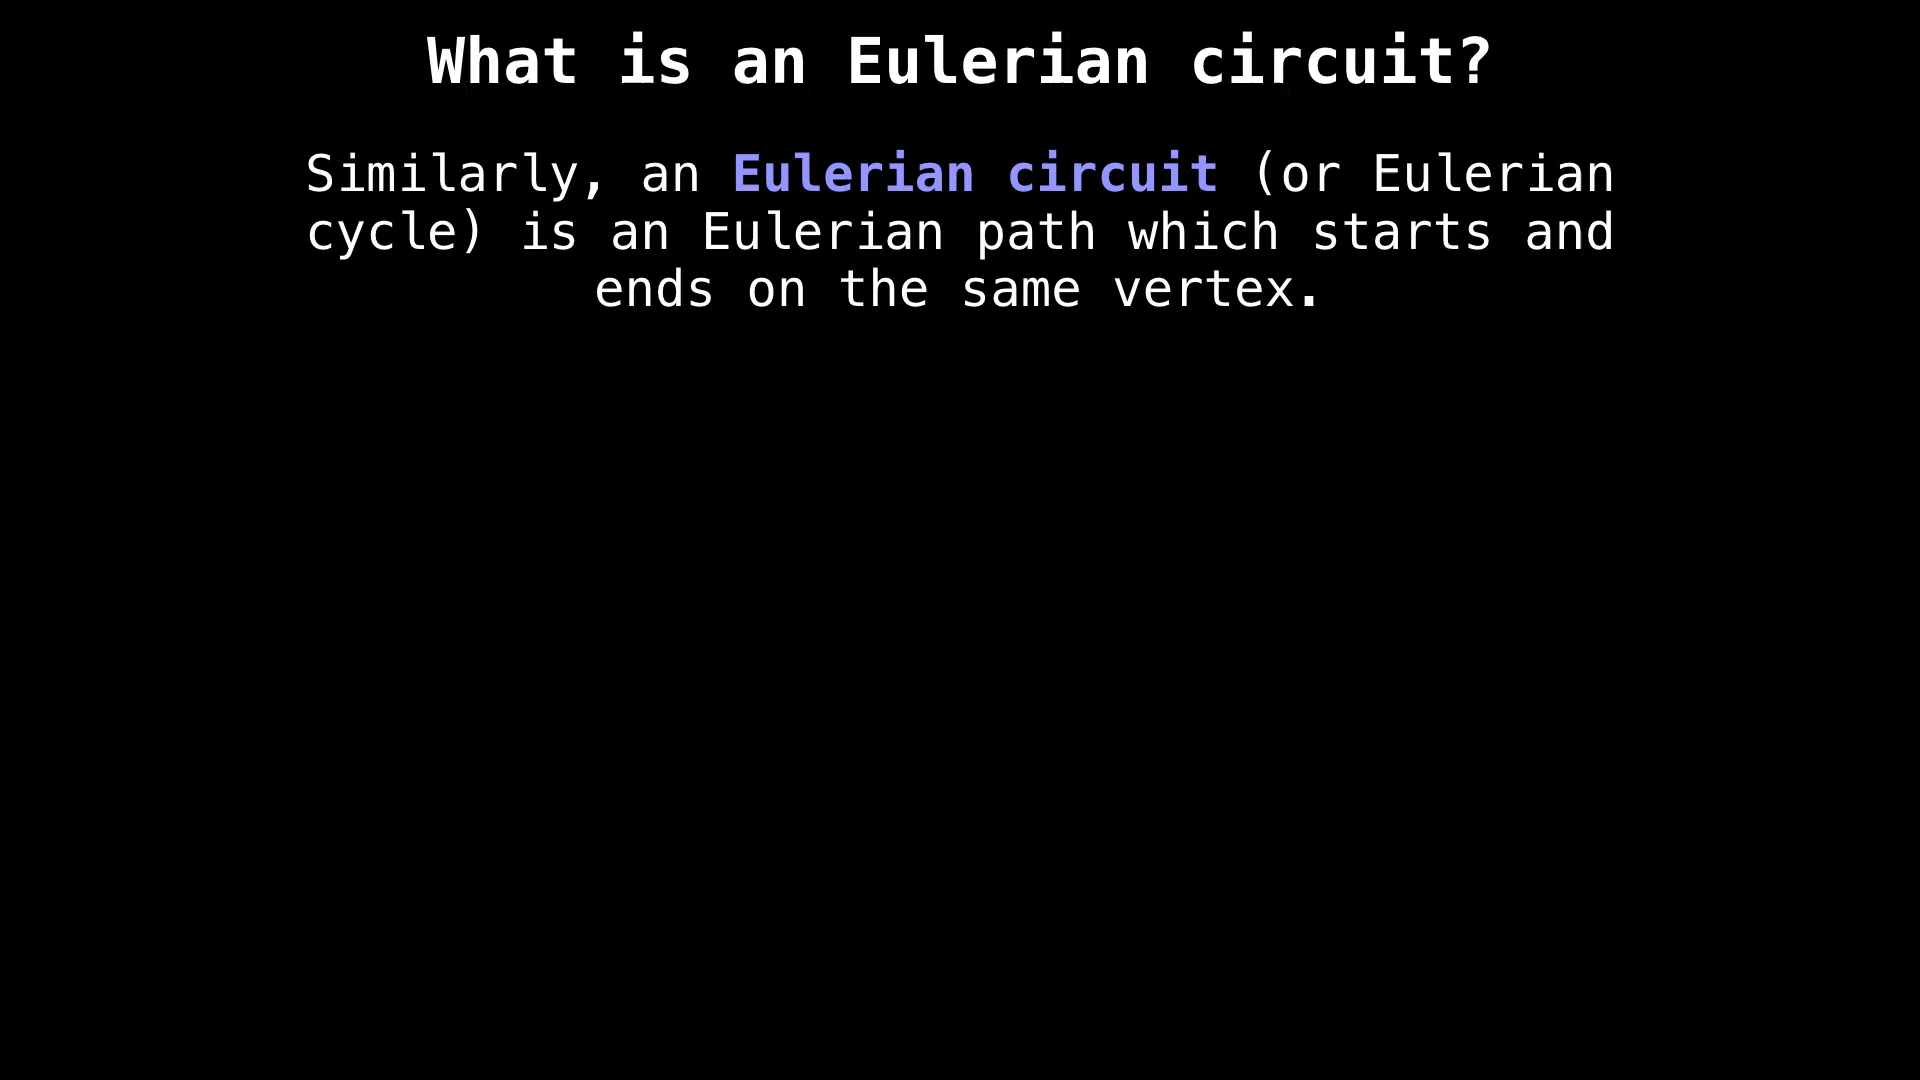 What is an Eulerian circuit?
Similarly, an Eulerian circuit (or Eulerian
cycle) is an Eulerian path which starts and
ends on the same vertex.